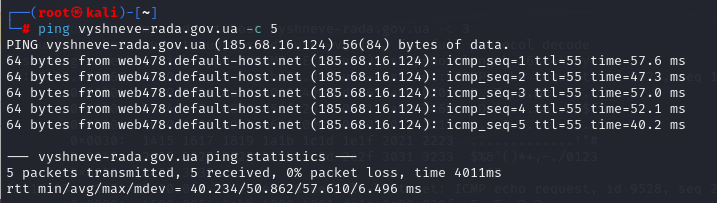 ┌──(root㉿kali)-[~]
└─# ping vyshneve-rada.gov.ua -c 5
PING vyshneve-rada.gov.ua (185.68.16.124) 56(84) bytes of data.
64 bytes from web478.default-host.net (185.68.16.124): icmp_seq=1 ttl=55 time=57.6 ms
64 bytes from web478.default-host.net (185.68.16.124): icmp_seq=2 ttl=55 time=47.3 ms
64 bytes from web478.default-host.net (185.68.16.124): icmp_seq=3 ttl=55 time=57.0 ms
64 bytes from web478.default-host.net (185.68.16.124): icmp_seq=4 ttl=55 time=52.1 ms
64 bytes from web478.default-host.net (185.68.16.124): icmp_seq=5 ttl=55 time=40.2 ms
--- vyshneve-rada.gov.ua ping statistics ---
5 packets transmitted, 5 received, 0% packet loss, time 4011ms
rtt min/avg/max/mdev = 40.234/50.862/57.610/6.496 ms